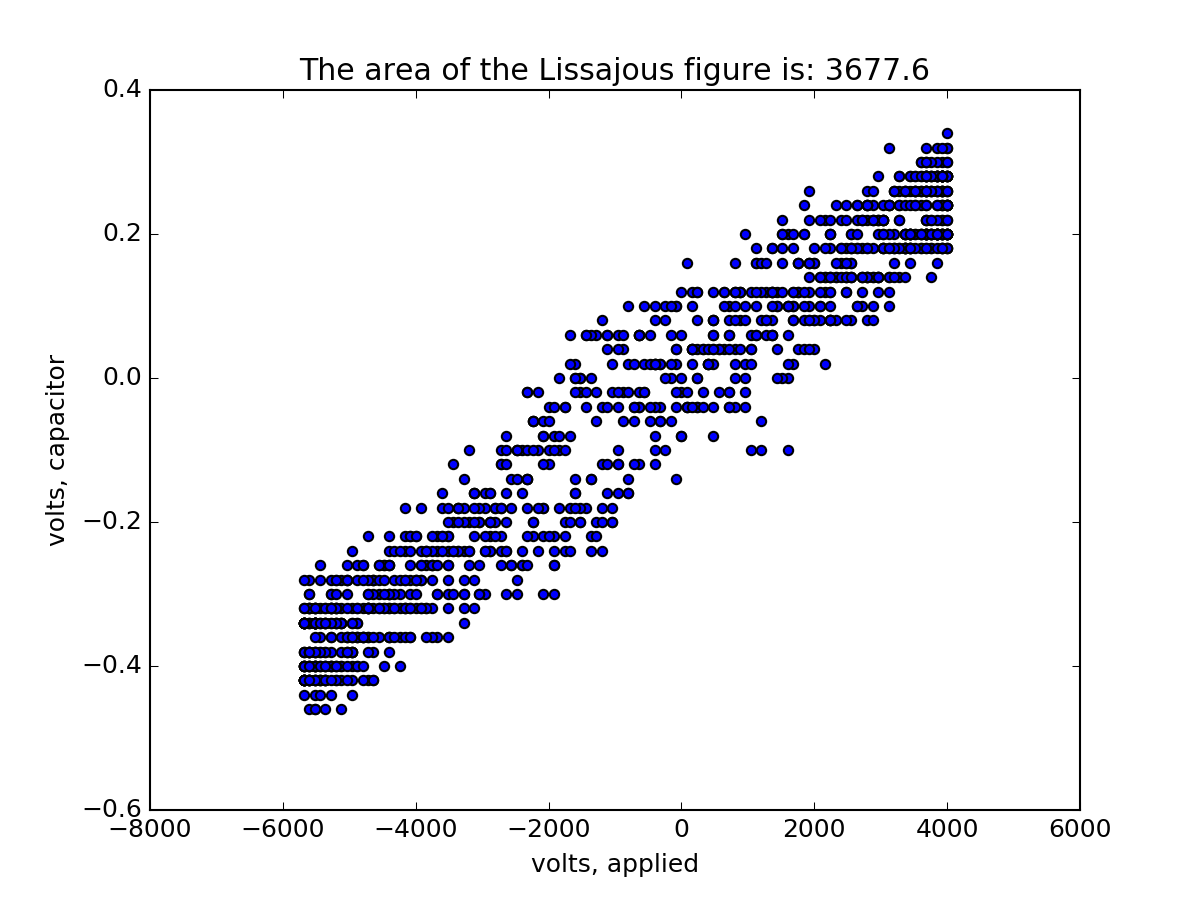 The area of the Lissajous figure is: 3677.6
0.4
0.2
0.0
−0.2
−0.4
−0.6
volts, capacitor
−8000 −6000 −4000 −2000 0 2000 4000 6000
volts, applied